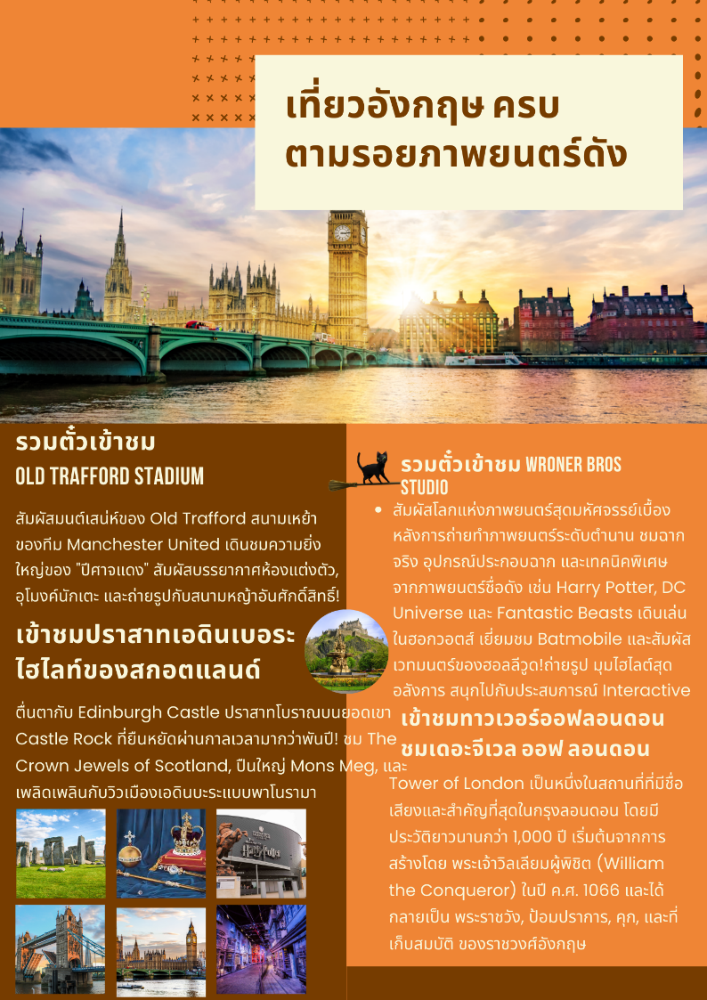 เที่ยวอังกฤษ ครบ
ตามรอยภาพยนตร์ดัง
รวมตั๋วเข้าชม
OLD TRAFFORD STADIUM
สัมผัสมนต์เสน่ห์ของ Old Trafford สนามเหย้า
ของทีม Manchester United เดินชมความยิ่ง
ใหญ่ของ "ปีศาจแดง" สัมผัสบรรยากาศห้องแต่งตัว,
อุโมงค์นักเตะ และถ่ายรูปกับสนามหญ้าอันศักดิ์สิทธิ์!
เข้าชมปราสาทเอดินเบอระ
ไฮไลท์ของสกอตแลนด์
ตื่นตากับ Edinburgh Castle ปราสาทโบราณบนยอดเขา
Castle Rock ที่ยืนหยัดผ่านกาลเวลามากว่าพันปี! ชม The
Crown Jewels of Scotland, ปืนใหญ่ Mons Meg, และ
เพลิดเพลินกับวิวเมืองเอดินบะระแบบพาโนรามา
รวมตั๋วเข้าชม WRONER BROS
STUDIO
• สัมผัสโลกแห่งภาพยนตร์สุดมหัศจรรย์เบื้อง
หลังการถ่ายทำภาพยนตร์ระดับตำนาน ชมฉาก
จริง อุปกรณ์ประกอบฉาก และเทคนิคพิเศษ
จากภาพยนตร์ชื่อดัง เช่น Harry Potter, DC
Universe และ Fantastic Beasts เดินเล่น
ในฮอกวอตส์ เยี่ยมชม Batmobile และสัมผัส
เวทมนตร์ของฮอลลีวูด!ถ่ายรูป มุมไฮไลต์สุด
อลังการ สนุกไปกับประสบการณ์ Interactive
เข้าชมทาวเวอร์ออฟลอนดอน
ชมเดอะจีเวล ออฟ ลอนดอน
Tower of London เป็นหนึ่งในสถานที่ที่มีชื่อ
เสียงและสำคัญที่สุดในกรุงลอนดอน โดยมี
ประวัติยาวนานกว่า 1,000 ปี เริ่มต้นจากการ
สร้างโดย พระเจ้าวิลเลียมผู้พิชิต (William
the Conqueror) ในปี ค.ศ. 1066 และได้
กลายเป็น พระราชวัง, ป้อมปราการ, คุก, และที่
เก็บสมบัติ ของราชวงศ์อังกฤษ